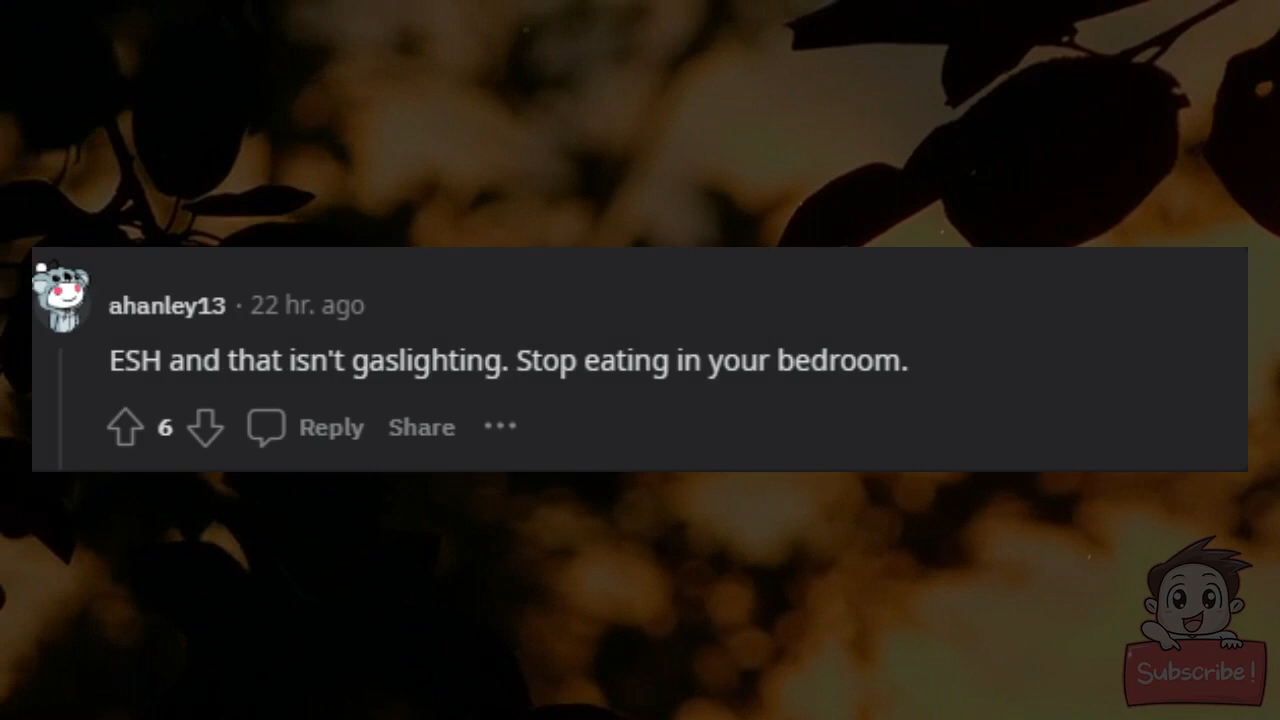 ahanley13 · 22 hr. ago
ESH and that isn't gaslighting. Stop eating in your bedroom.
6 Reply Share ···
Subscribe!